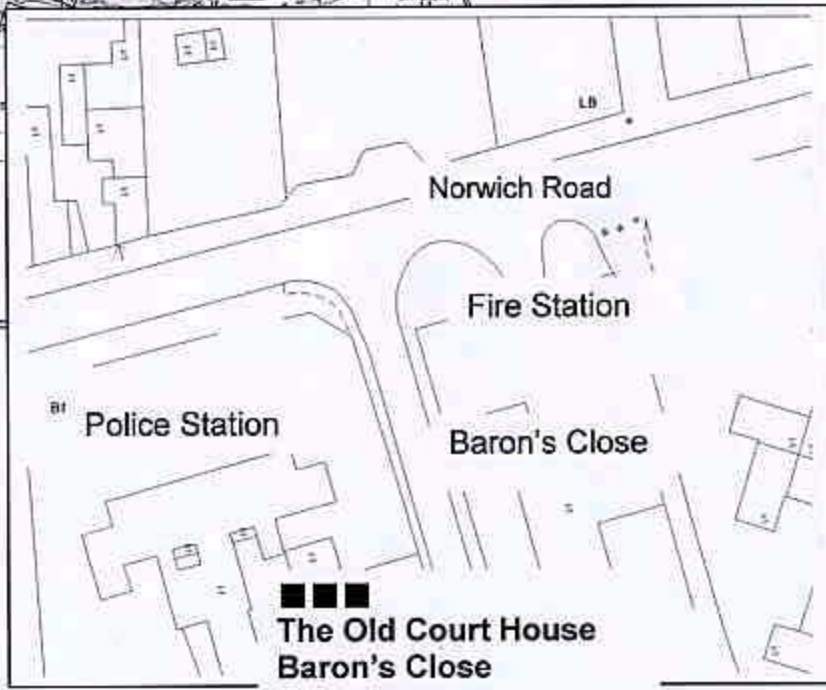 LB
Norwich Road
Fire Station
Police Station
Baron's Close
The Old Court House
Baron's Close